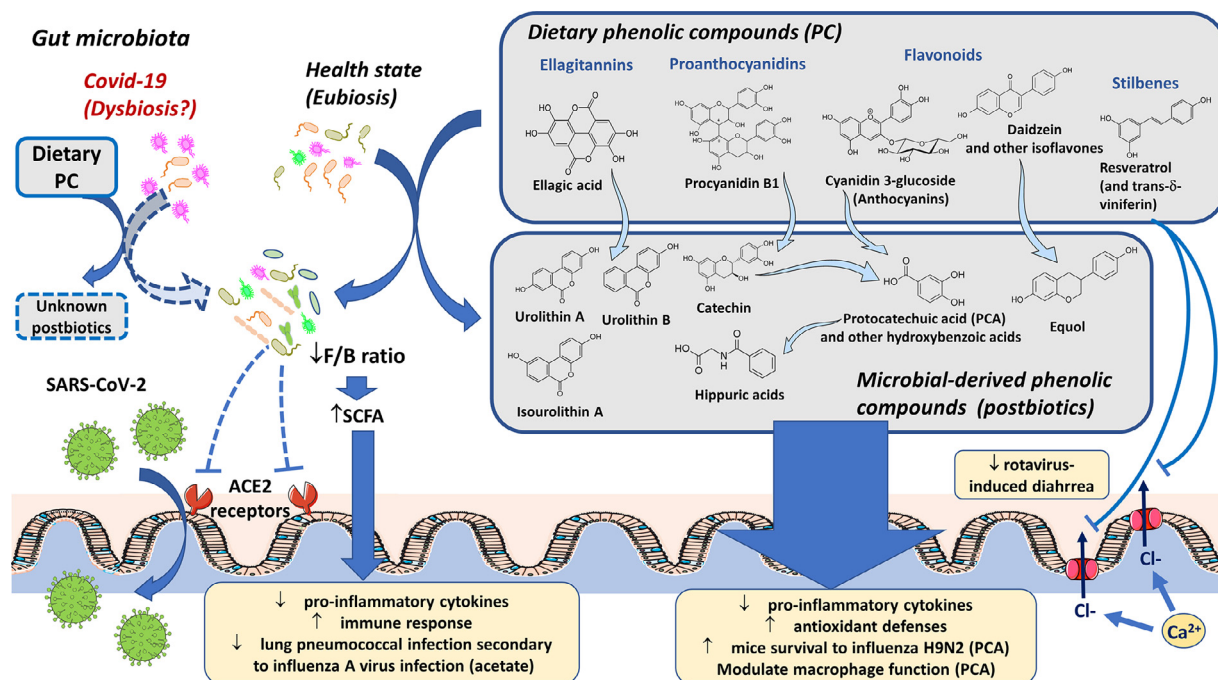 Gut microbiota
Covid-19
(Dysbiosis?)
Health state
(Eubiosis)
Dietary
PC
Unknown
postbiotics
↓F/B ratio
↑SCFA
SARS-CoV-2
ACE2
receptors
Dietary phenolic compounds (PC)
Ellagitannins
Proanthocyanidins
Flavonoids
Stilbenes
Ellagic acid
Procyanidin B1
Cyanidin 3-glucoside
(Anthocyanins)
Daidzein
and other isoflavones
Resveratrol
(and trans-δ-
viniferin)
Urolithin A
Urolithin B
Isourolithin A
Catechin
Protocatechuic acid (PCA)
and other hydroxybenzoic acids
Equol
Hippuric acids
Microbial-derived phenolic
compounds (postbiotics)
↓ rotavirus-
induced diahrrea
Cl-
Cl-
Ca²⁺
↓ pro-inflammatory cytokines
↑ immune response
↓ lung pneumococcal infection secondary
to influenza A virus infection (acetate)
↓ pro-inflammatory cytokines
↑ antioxidant defenses
↑ mice survival to influenza H9N2 (PCA)
Modulate macrophage function (PCA)